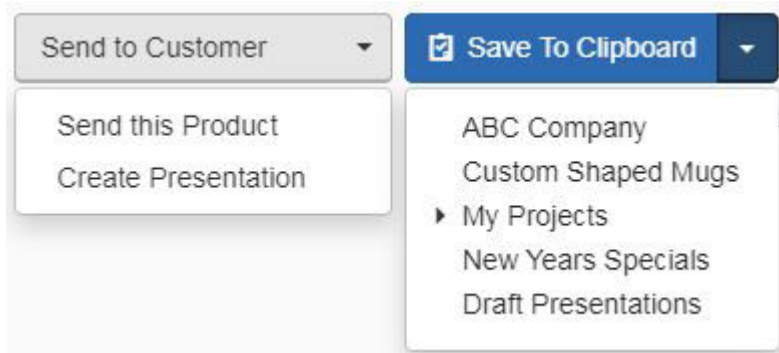 Send to Customer
Send this Product
Create Presentation
Save To Clipboard
ABC Company
Custom Shaped Mugs
My Projects
New Years Specials
Draft Presentations